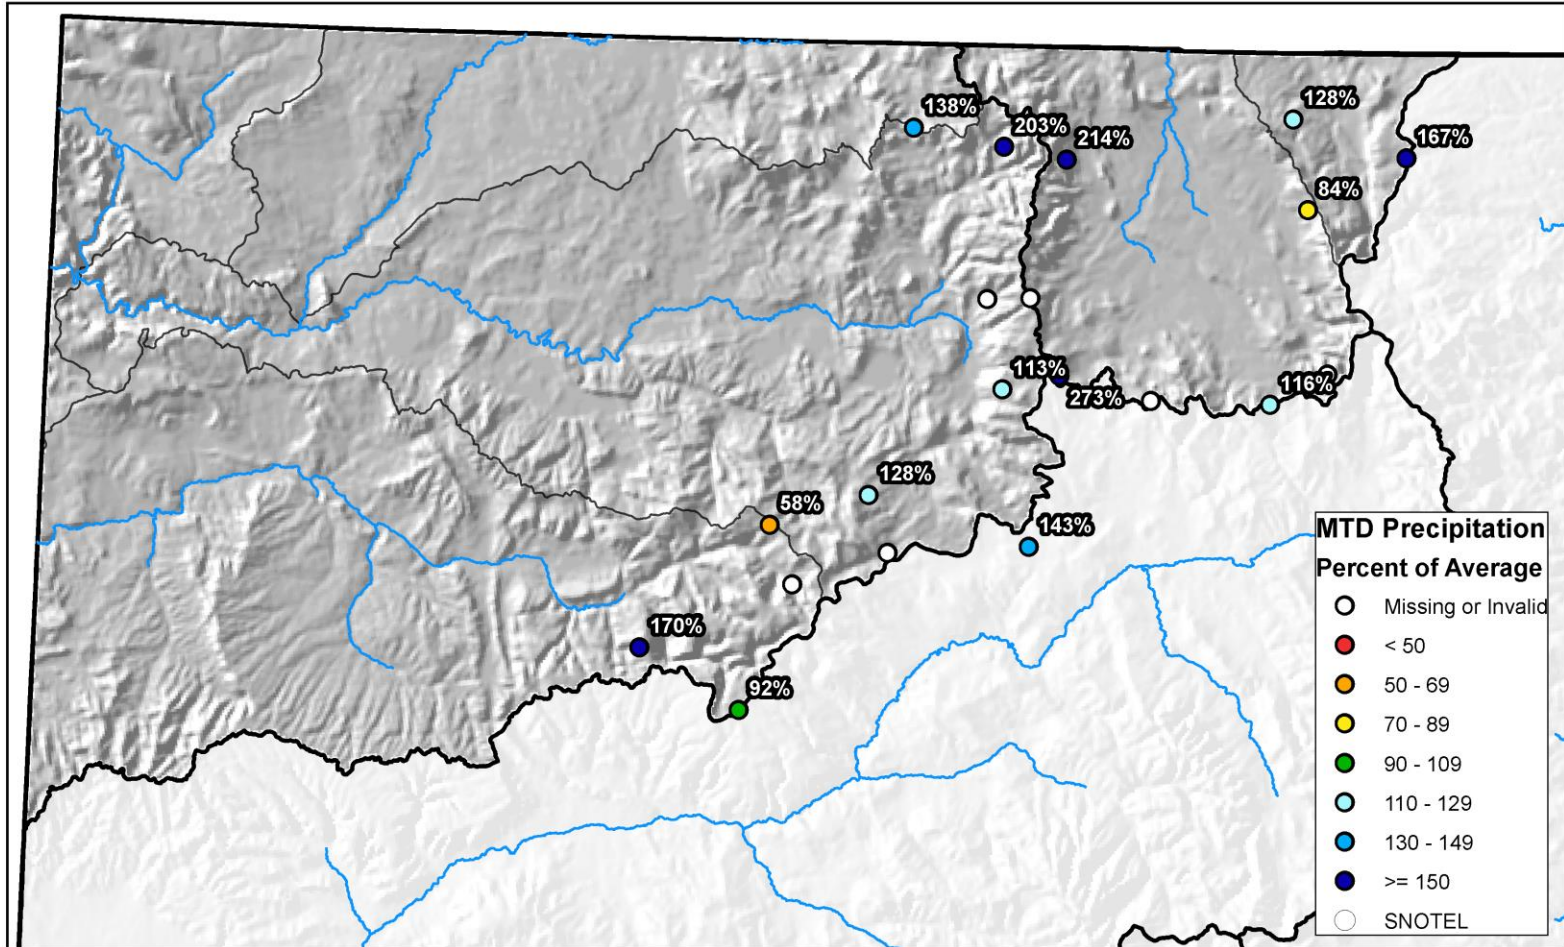 138%
203%
214%
128%
167%
84%
113%
273%
116%
128%
58%
143%
170%
92%
MTD Precipitation
Percent of Average
Missing or Invalid
< 50
50 - 69
70 - 89
90 - 109
110 - 129
130 - 149
>= 150
SNOTEL